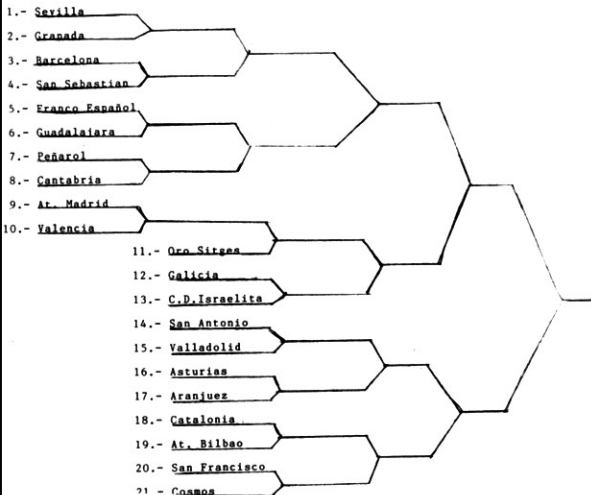 1.- Sevilla
2.- Granada
3.- Barcelona
4.- San Sebastian
5.- Franco Español
6.- Guadalajara
7.- Peñarol
8.- Cantabria
9.- At. Madrid
10.- Valencia
11.- Oro Sitges
12.- Galicia
13.- C.D.Israelita
14.- San Antonio
15.- Valladolid
16.- Asturias
17.- Aranjuez
18.- Catalonia
19.- At. Bilbao
20.- San Francisco
21.- Cosmos